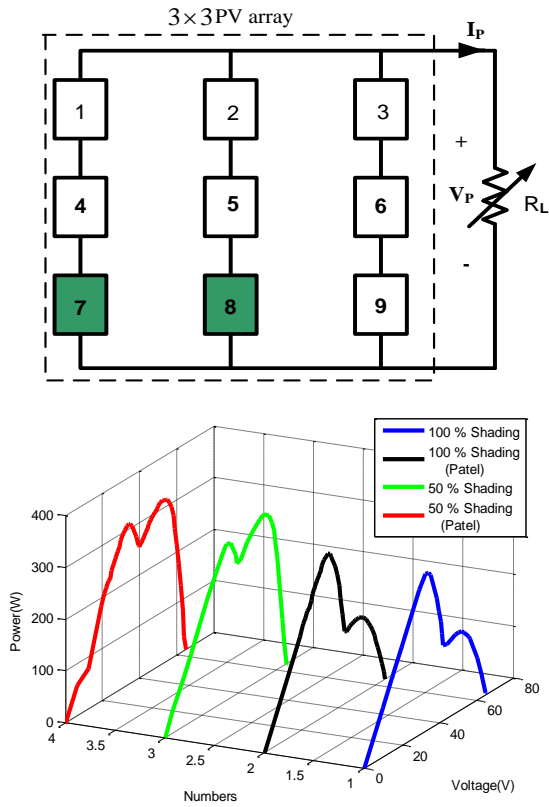 3×3 PV array
I_P
1
2
3
+
4
5
6
V_P
R_L
-
7
8
9
100 % Shading
100 % Shading
(Patel)
50 % Shading
50 % Shading
(Patel)
400
300
200
100
0
Power(W)
4
3.5
3
2.5
2
1.5
1
Numbers
0
20
40
60
80
Voltage(V)